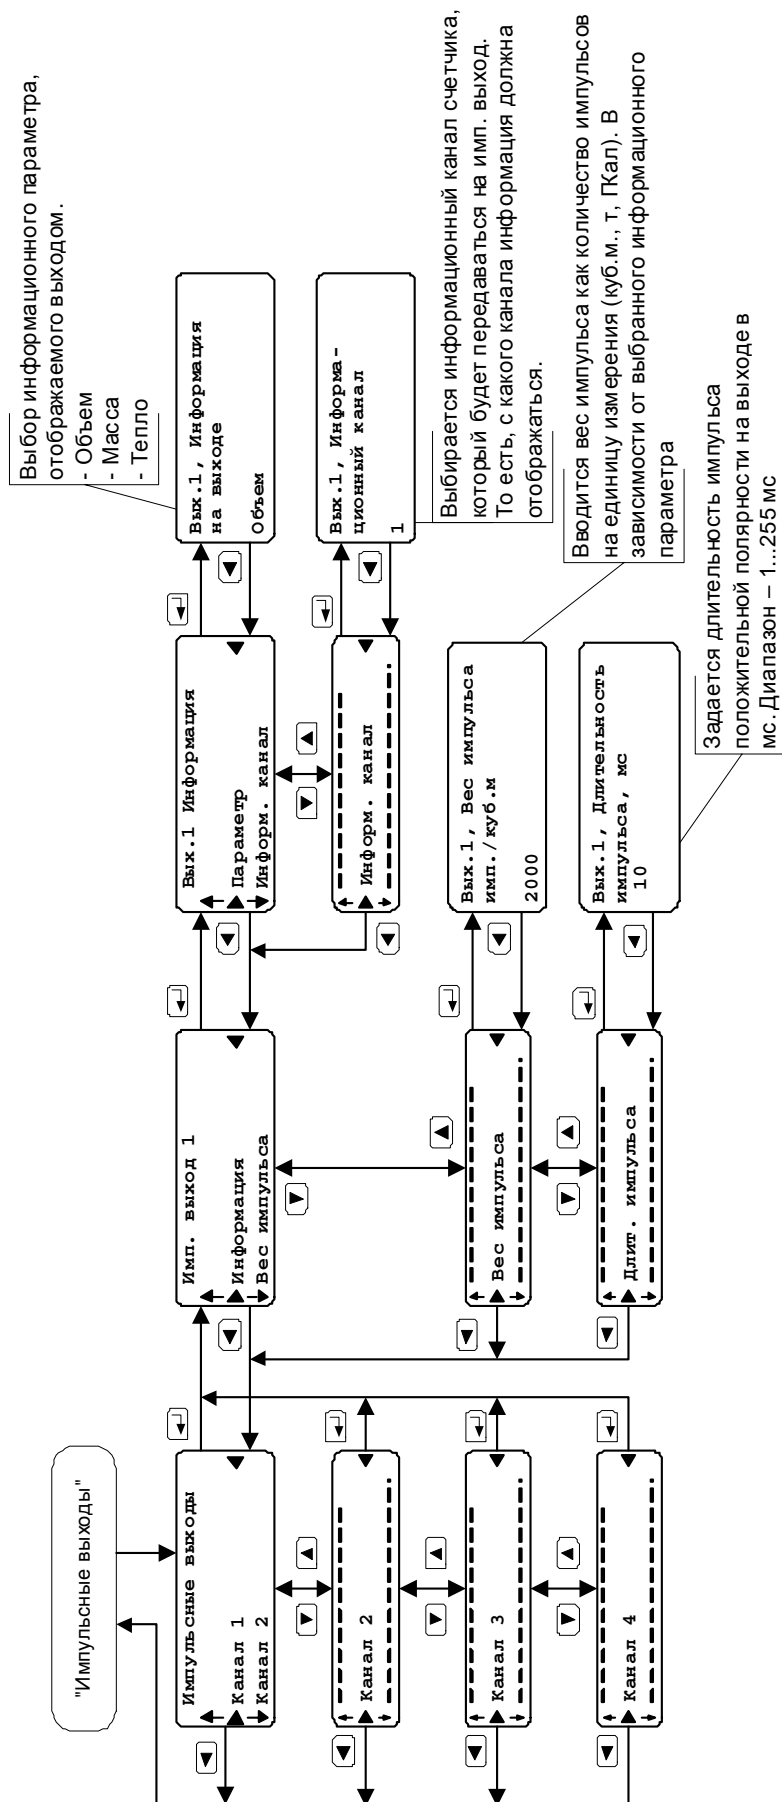 "Импульсные выходы"
Импульсные выходы
Канал 1
Канал 2
Канал 2
Канал 3
Канал 4
Имп. выход 1
Информация
Вес импульса
Вес импульса
Длит. импульса
Вых.1 Информация
Параметр
Информ. канал
Информ. канал
Вых.1, Вес импульса
имп./куб.м
2000
Вых.1, Длительность
импульса, мс
10
Вых.1, Информация
на выходе
Объем
Вых.1, Информа-
ционный канал
1
Выбор информационного параметра,
отображаемого выходом.
- Объем
- Масса
- Тепло
Выбирается информационный канал счетчика,
который будет передаваться на имп. выход.
То есть, с какого канала информация должна
отображаться.
Вводится вес импульса как количество импульсов
на единицу измерения (куб.м., т, ГКал). В
зависимости от выбранного информационного
параметра
Задается длительность импульса
положительной полярности на выходе в
мс. Диапазон – 1...255 мс